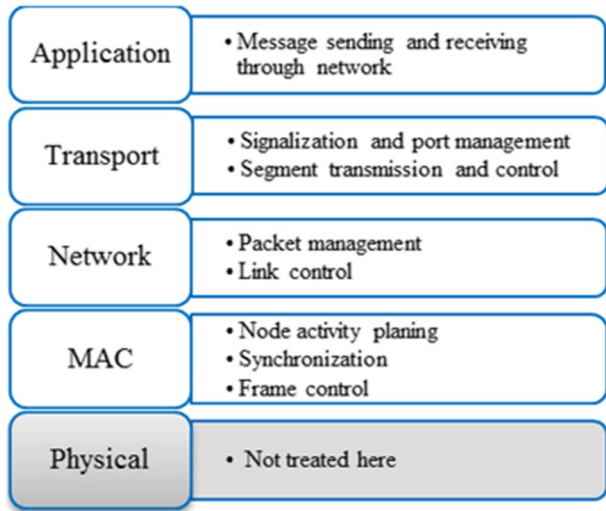 Application
• Message sending and receiving
through network
Transport
• Signalization and port management
• Segment transmission and control
Network
• Packet management
• Link control
MAC
• Node activity planing
• Synchronization
• Frame control
Physical
• Not treated here